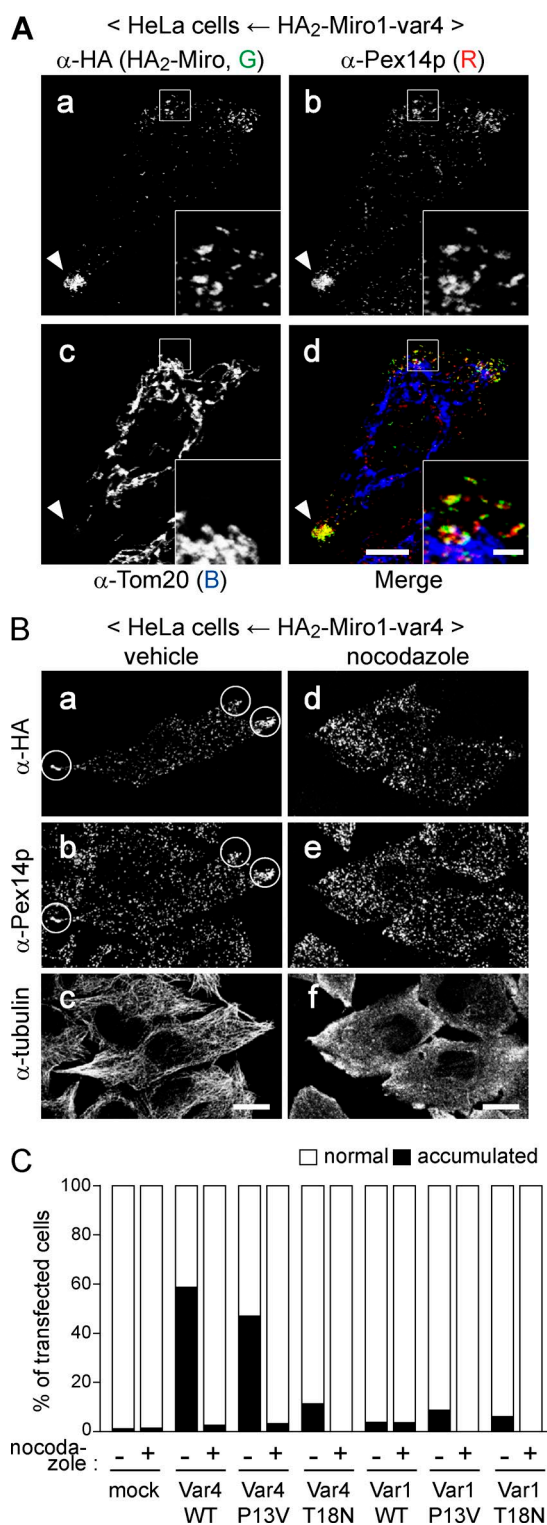 A
< HeLa cells ← HA2-Miro1-var4 >
α-HA (HA2-Miro, G)
α-Pex14p (R)
a
b
c
d
α-Tom20 (B)
Merge
B
< HeLa cells ← HA2-Miro1-var4 >
vehicle
nocodazole
α-HA
a
d
α-Pex14p
b
e
α-tubulin
c
f
C
normal
accumulated
% of transfected cells
100
80
60
40
20
0
nocoda-
zole :
- + - + - + - + - + - + - +
mock Var4 Var4 Var4 Var1 Var1 Var1
WT P13V T18N WT P13V T18N